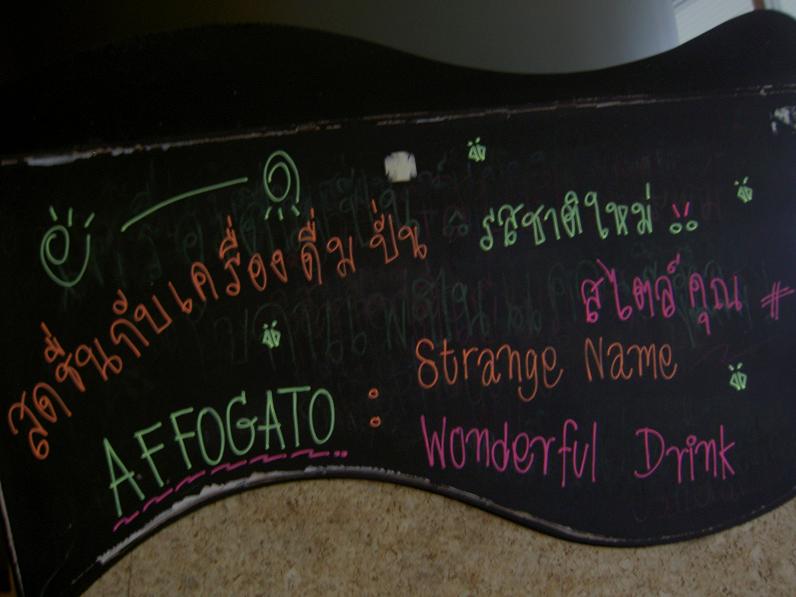 สดชื่นกับเครื่องดื่มปั่น
รสชาติใหม่ !!
สไตล์คุณ #
AFFOGATO :
Strange Name
Wonderful Drink